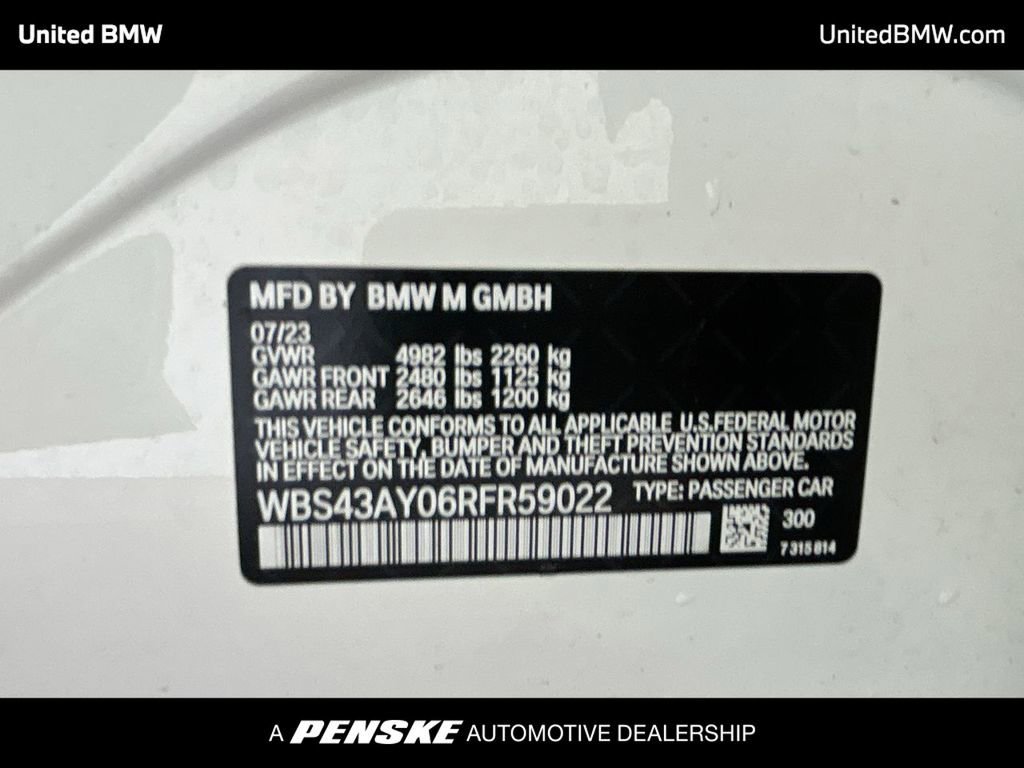 United BMW
UnitedBMW.com
MFD BY BMW M GMBH
07/23
GVWR 4982 lbs 2260 kg
GAWR FRONT 2480 lbs 1125 kg
GAWR REAR 2646 lbs 1200 kg
THIS VEHICLE CONFORMS TO ALL APPLICABLE U.S.FEDERAL MOTOR
VEHICLE SAFETY, BUMPER AND THEFT PREVENTION STANDARDS
IN EFFECT ON THE DATE OF MANUFACTURE SHOWN ABOVE.
WBS43AY06RFR59022 TYPE: PASSENGER CAR
300
7 315 814
A PENSKE AUTOMOTIVE DEALERSHIP